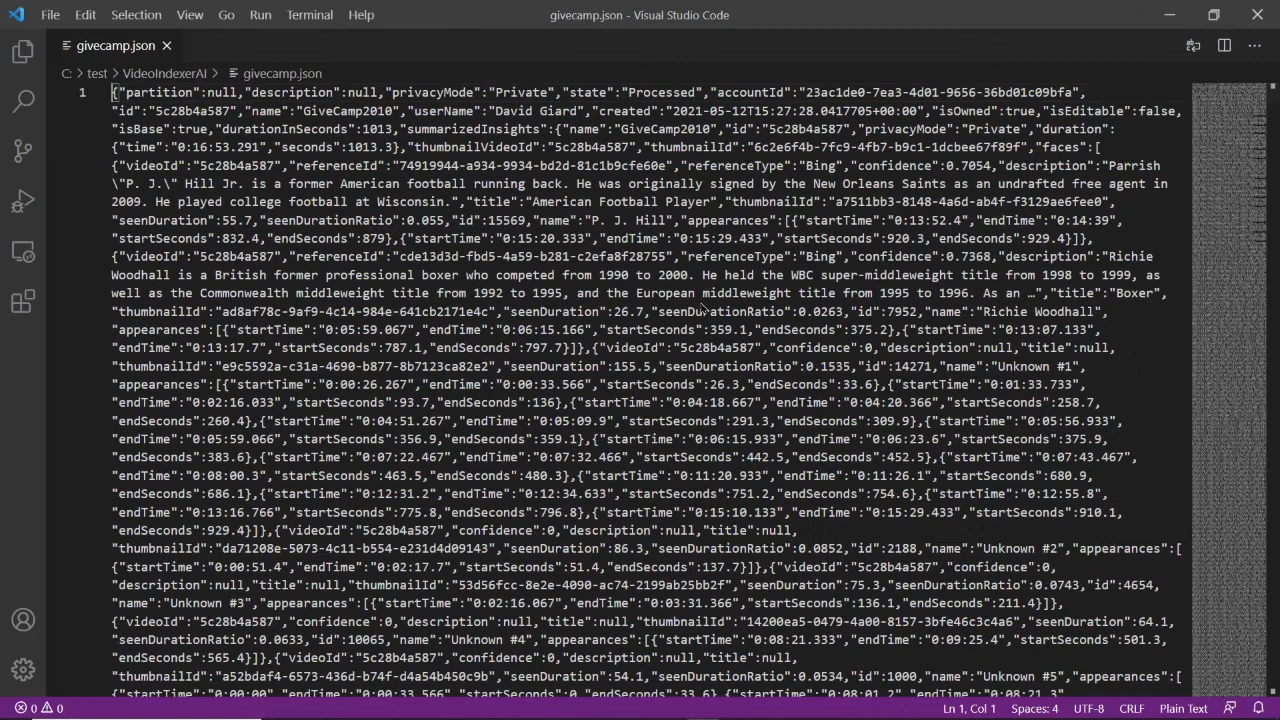 File Edit Selection View Go Run Terminal Help givecamp.json - Visual Studio Code
givecamp.json
C: > test > VideoIndexerAI > givecamp.json
1 {"partition":null,"description":null,"privacyMode":"Private","state":"Processed","accountId":"23ac1de0-7ea3-4d01-9656-36bd01c09bfa",
"id":"5c28b4a587","name":"GiveCamp2010","userName":"David Giard","created":"2021-05-12T15:27:28.0417705+00:00","isOwned":true,"isEditable":false,
"isBase":true,"durationInSeconds":1013,"summarizedInsights":{"name":"GiveCamp2010","id":"5c28b4a587","privacyMode":"Private","duration":
{"time":"0:16:53.291","seconds":1013.3},"thumbnailVideoId":"5c28b4a587","thumbnailId":"6c2e6f4b-7fc9-4fb7-b9c1-1dcbee67f89f","faces":[
{"videoId":"5c28b4a587","referenceId":"74919944-a934-9934-bd2d-81c1b9cfe60e","referenceType":"Bing","confidence":0.7054,"description":"Parrish
\"P. J.\" Hill Jr. is a former American football running back. He was originally signed by the New Orleans Saints as an undrafted free agent in
2009. He played college football at Wisconsin.","title":"American Football Player","thumbnailId":"a7511bb3-8148-4a6d-ab4f-f3129ae6fee0",
"seenDuration":55.7,"seenDurationRatio":0.055,"id":15569,"name":"P. J. Hill","appearances":[{"startTime":"0:13:52.4","endTime":"0:14:39",
"startSeconds":832.4,"endSeconds":879},{"startTime":"0:15:20.333","endTime":"0:15:29.433","startSeconds":920.3,"endSeconds":929.4}]},
{"videoId":"5c28b4a587","referenceId":"cde13d3d-fbd5-4a59-b281-c2efa8f28755","referenceType":"Bing","confidence":0.7368,"description":"Richie
Woodhall is a British former professional boxer who competed from 1990 to 2000. He held the WBC super-middleweight title from 1998 to 1999, as
well as the Commonwealth middleweight title from 1992 to 1995, and the European middleweight title from 1995 to 1996. As an …","title":"Boxer",
"thumbnailId":"ad8af78c-9af9-4c14-984e-641cb2171e4c","seenDuration":26.7,"seenDurationRatio":0.0263,"id":7952,"name":"Richie Woodhall",
"appearances":[{"startTime":"0:05:59.067","endTime":"0:06:15.166","startSeconds":359.1,"endSeconds":375.2},{"startTime":"0:13:07.133",
"endTime":"0:13:17.7","startSeconds":787.1,"endSeconds":797.7}]},{"videoId":"5c28b4a587","confidence":0,"description":null,"title":null,
"thumbnailId":"e9c5592a-c31a-4690-b877-8b7123ca82e2","seenDuration":155.5,"seenDurationRatio":0.1535,"id":14271,"name":"Unknown #1",
"appearances":[{"startTime":"0:00:26.267","endTime":"0:00:33.566","startSeconds":26.3,"endSeconds":33.6},{"startTime":"0:01:33.733",
"endTime":"0:02:16.033","startSeconds":93.7,"endSeconds":136},{"startTime":"0:04:18.667","endTime":"0:04:20.366","startSeconds":258.7,
"endSeconds":260.4},{"startTime":"0:04:51.267","endTime":"0:05:09.9","startSeconds":291.3,"endSeconds":309.9},{"startTime":"0:05:56.933",
"endTime":"0:05:59.066","startSeconds":356.9,"endSeconds":359.1},{"startTime":"0:06:15.933","endTime":"0:06:23.6","startSeconds":375.9,
"endSeconds":383.6},{"startTime":"0:07:22.467","endTime":"0:07:32.466","startSeconds":442.5,"endSeconds":452.5},{"startTime":"0:07:43.467",
"endTime":"0:08:00.3","startSeconds":463.5,"endSeconds":480.3},{"startTime":"0:11:20.933","endTime":"0:11:26.1","startSeconds":680.9,
"endSeconds":686.1},{"startTime":"0:12:31.2","endTime":"0:12:34.633","startSeconds":751.2,"endSeconds":754.6},{"startTime":"0:12:55.8",
"endTime":"0:13:16.766","startSeconds":775.8,"endSeconds":796.8},{"startTime":"0:15:10.133","endTime":"0:15:29.433","startSeconds":910.1,
"endSeconds":929.4}]},{"videoId":"5c28b4a587","confidence":0,"description":null,"title":null,
"thumbnailId":"da71208e-5073-4c11-b554-e231d4d09143","seenDuration":86.3,"seenDurationRatio":0.0852,"id":2188,"name":"Unknown #2","appearances":[
{"startTime":"0:00:51.4","endTime":"0:02:17.7","startSeconds":51.4,"endSeconds":137.7}]},{"videoId":"5c28b4a587","confidence":0,
"description":null,"title":null,"thumbnailId":"53d56fcc-8e2e-4090-ac74-2199ab25bb2f","seenDuration":75.3,"seenDurationRatio":0.0743,"id":4654,
"name":"Unknown #3","appearances":[{"startTime":"0:02:16.067","endTime":"0:03:31.366","startSeconds":136.1,"endSeconds":211.4}]},
{"videoId":"5c28b4a587","confidence":0,"description":null,"title":null,"thumbnailId":"14200ea5-0479-4a00-8157-3bfe46c3c4a6","seenDuration":64.1,
"seenDurationRatio":0.0633,"id":10065,"name":"Unknown #4","appearances":[{"startTime":"0:08:21.333","endTime":"0:09:25.4","startSeconds":501.3,
"endSeconds":565.4}]},{"videoId":"5c28b4a587","confidence":0,"description":null,"title":null,
"thumbnailId":"a52bdaf4-6573-436d-b74f-d4a54b450c9b","seenDuration":54.1,"seenDurationRatio":0.0534,"id":1000,"name":"Unknown #5","appearances":[
{"startTime":"0:00:00","endTime":"0:00:33.566","startSeconds":0,"endSeconds":33.6},{"startTime":"0:08:01.2","endTime":"0:08:21.3",
0 0 Ln 1, Col 1 Spaces: 4 UTF-8 CRLF Plain Text